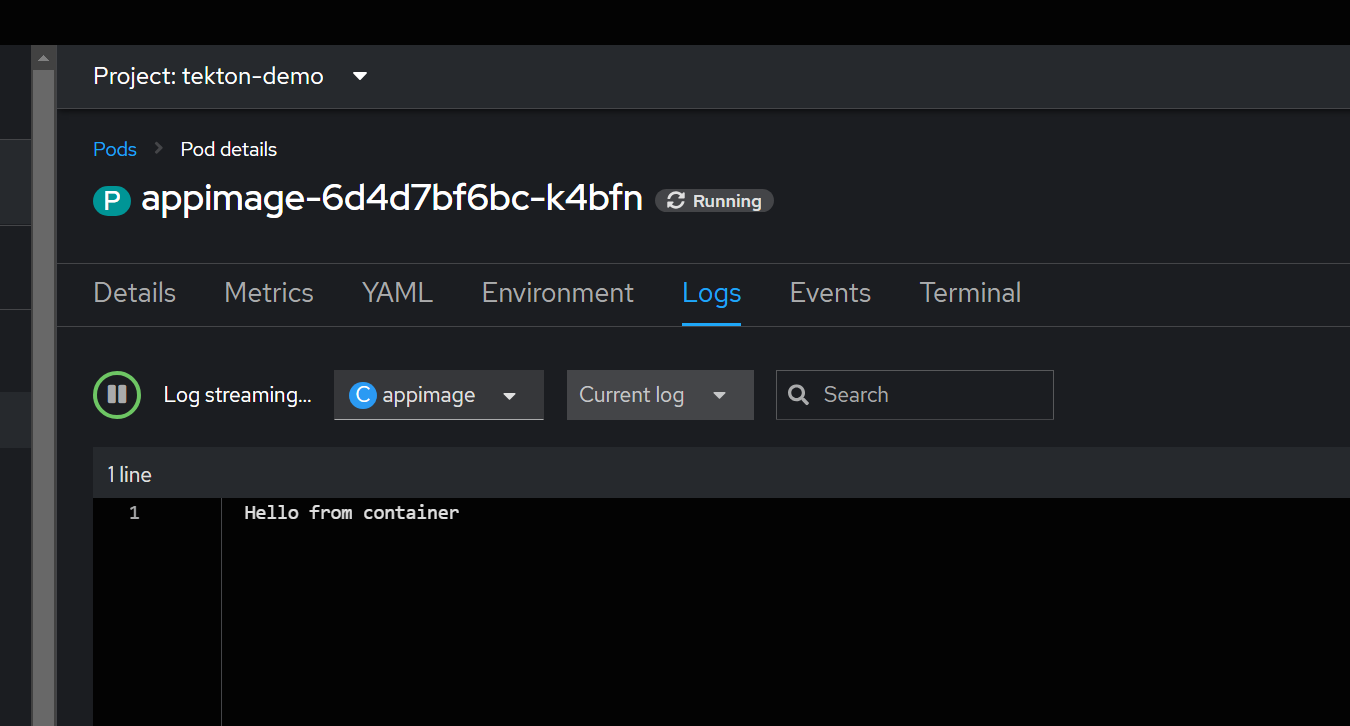 Project: tekton-demo
Pods Pod details
P appimage-6d4d7bf6bc-k4bfn Running
Details Metrics YAML Environment Logs Events Terminal
Log streaming... C appimage Current log Search
1 line
1 Hello from container